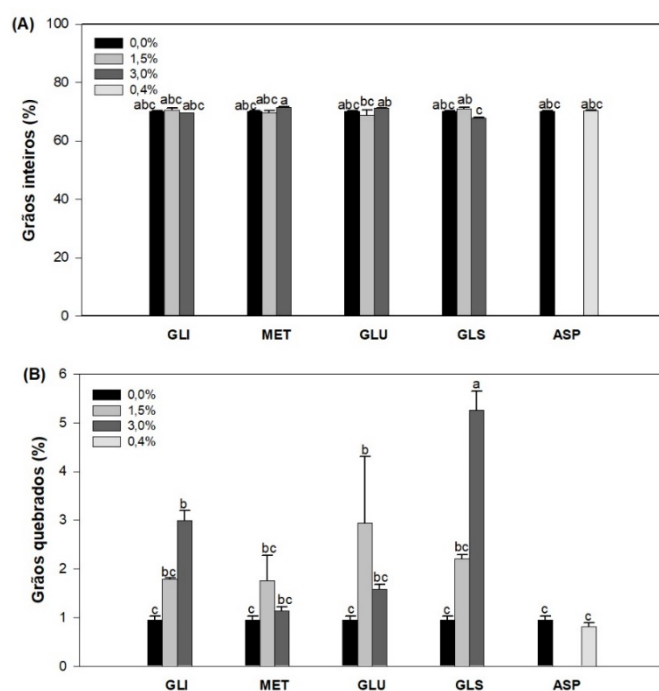 (A)
100
80
60
40
20
0
Grãos inteiros (%)
0,0%
1,5%
3,0%
0,4%
abc abc abc
abc abc a
abc bc ab
abc ab c
abc abc
GLI MET GLU GLS ASP
(B)
6
5
4
3
2
1
0
Grãos quebrados (%)
0,0%
1,5%
3,0%
0,4%
c bc b
c bc bc
c b bc
c bc a
c c
GLI MET GLU GLS ASP